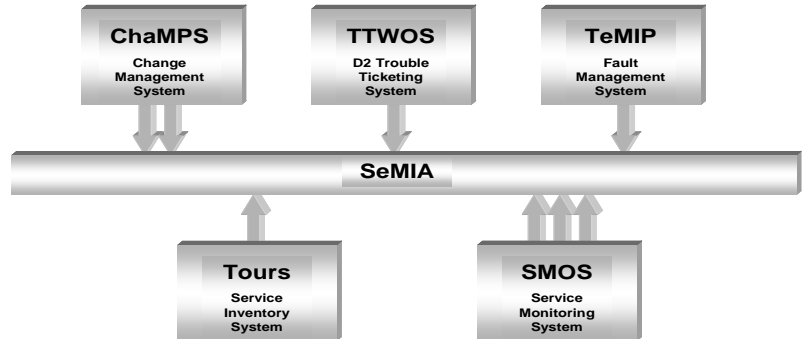 ChaMPS
Change
Management
System
TTWOS
D2 Trouble
Ticketing
System
TeMIP
Fault
Management
System
SeMIA
Tours
Service
Inventory
System
SMOS
Service
Monitoring
System